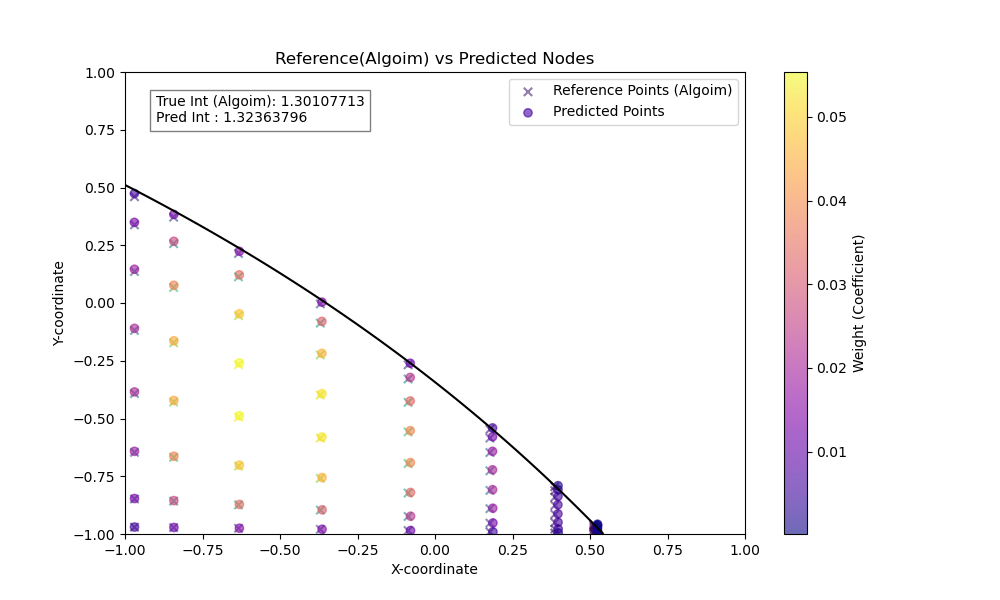 Reference(Algoim) vs Predicted Nodes
True Int (Algoim): 1.30107713
Pred Int : 1.32363796
Reference Points (Algoim)
Predicted Points
1.00
0.75
0.50
0.25
0.00
−0.25
−0.50
−0.75
−1.00
Y-coordinate
−1.00
−0.75
−0.50
−0.25
0.00
0.25
0.50
0.75
1.00
X-coordinate
0.05
0.04
0.03
0.02
0.01
Weight (Coefficient)